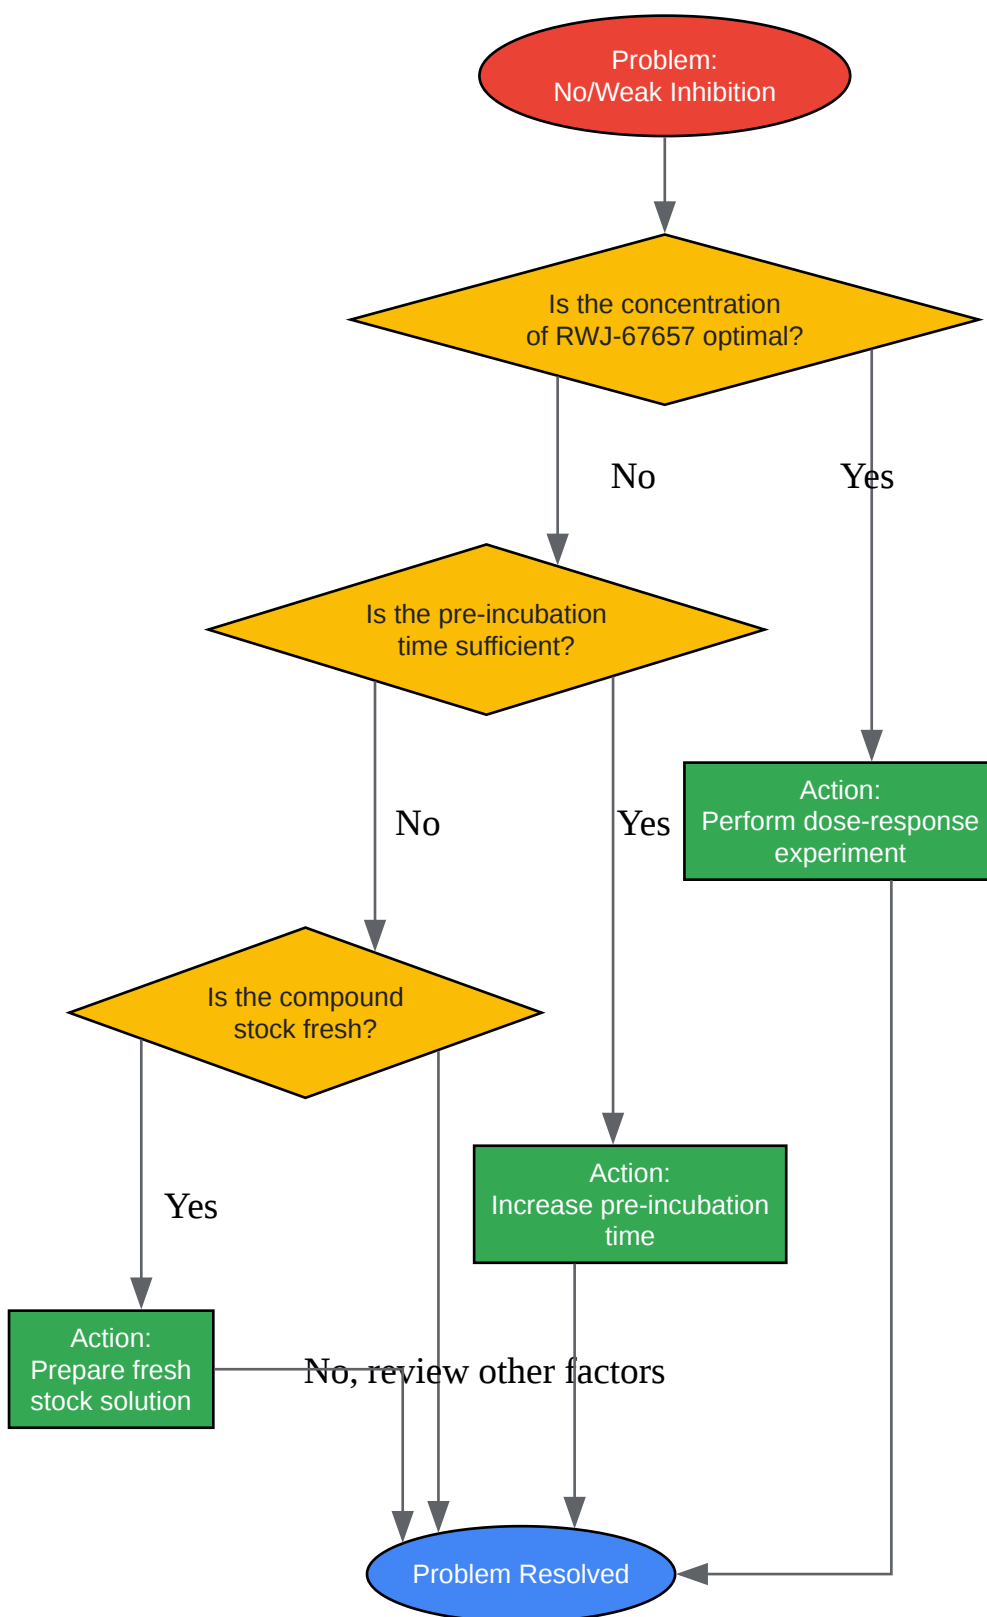 Problem:
No/Weak Inhibition
Is the concentration
of RWJ-67657 optimal?
No
Yes
Is the pre-incubation
time sufficient?
No
Yes
Action:
Perform dose-response
experiment
Is the compound
stock fresh?
Yes
Action:
Increase pre-incubation
time
Action:
Prepare fresh
stock solution
No, review other factors
Problem Resolved